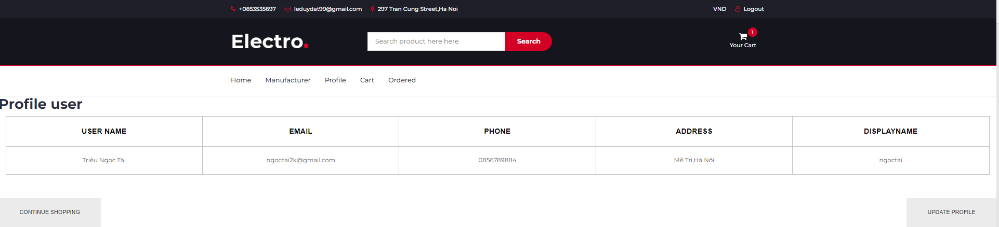 +0853535697 leduydat99@gmail.com 297 Tran Cung Street,Ha Noi VND Logout
Electro. Search product here here Search 1
Your Cart
Home Manufacturer Profile Cart Ordered
Profile user
USER NAME EMAIL PHONE ADDRESS DISPLAYNAME
Triệu Ngọc Tài ngoctai2k@gmail.com 0856789884 Mễ Trì,Hà Nội ngoctai
CONTINUE SHOPPING UPDATE PROFILE